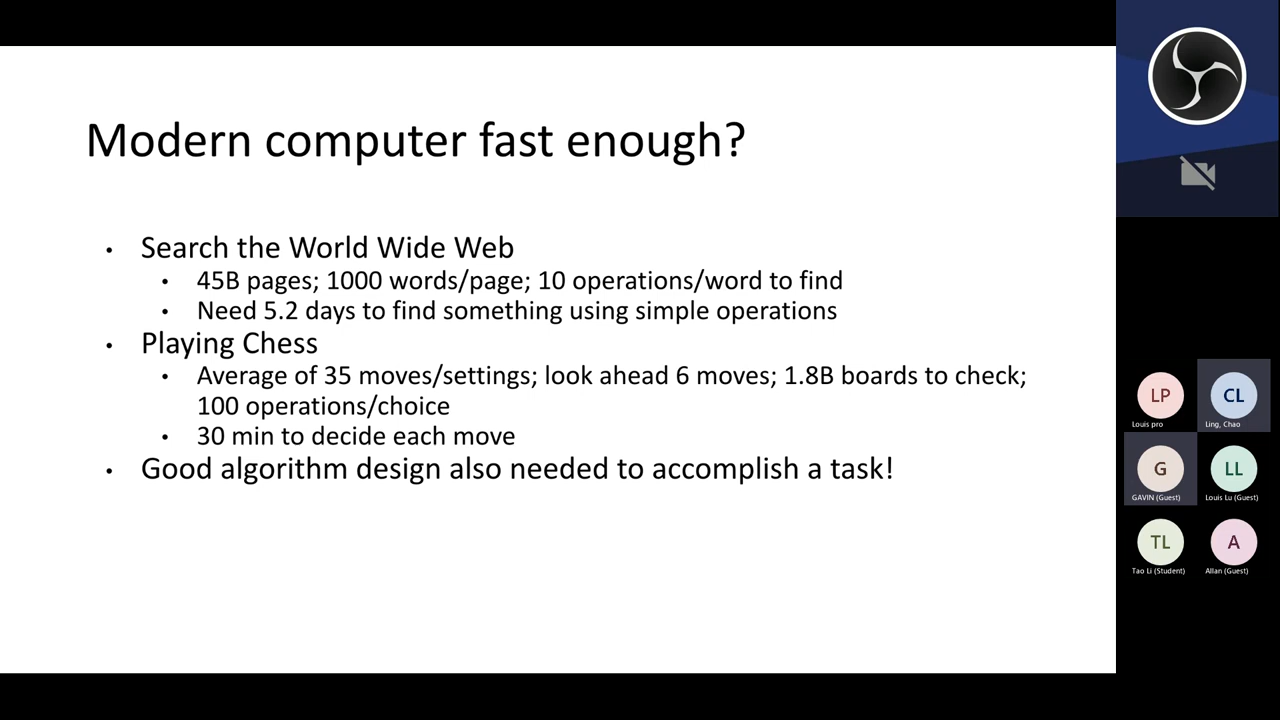 Modern computer fast enough?
• Search the World Wide Web
• 45B pages; 1000 words/page; 10 operations/word to find
• Need 5.2 days to find something using simple operations
• Playing Chess
• Average of 35 moves/settings; look ahead 6 moves; 1.8B boards to check;
100 operations/choice
• 30 min to decide each move
• Good algorithm design also needed to accomplish a task!
LP
Louis pro
CL
Ling, Chao
G
GAVIN (Guest)
LL
Louis Lu (Guest)
TL
Tao Li (Student)
A
Allan (Guest)